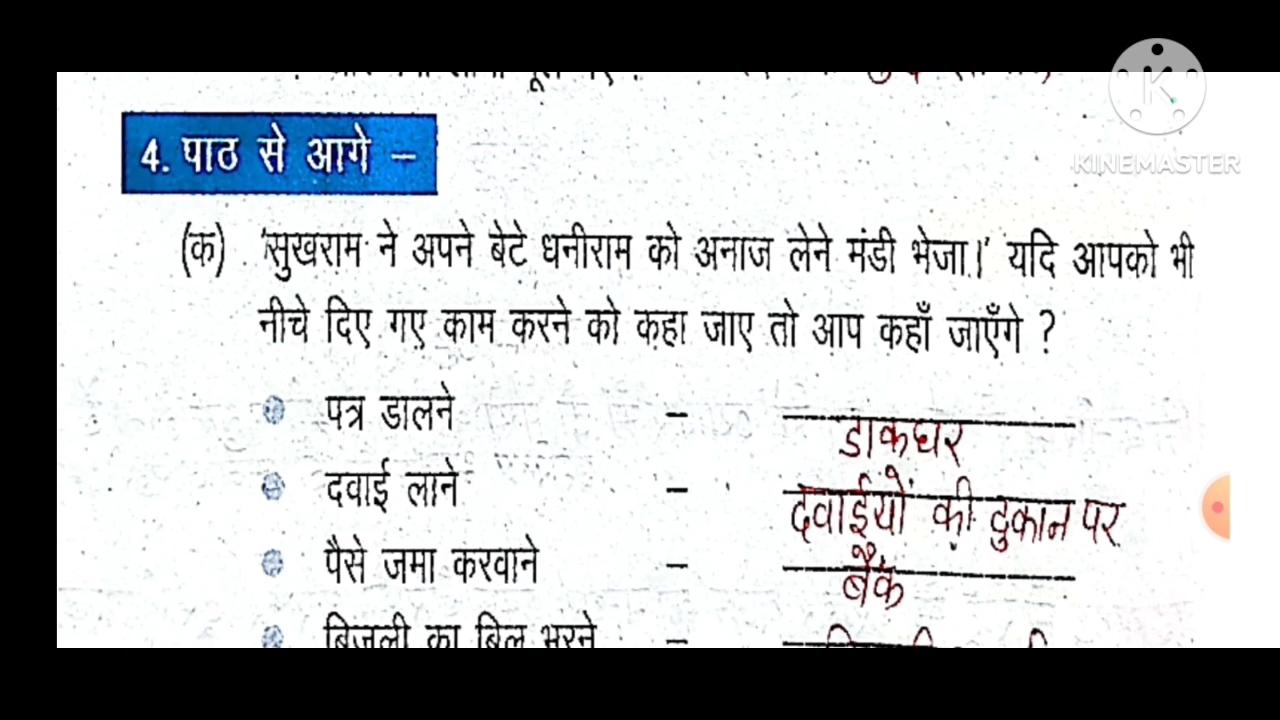 4. पाठ से आगे –
KINEMASTER
(क) 'सुखराम ने अपने बेटे धनीराम को अनाज लेने मंडी भेजा।' यदि आपको भी
नीचे दिए गए काम करने को कहा जाए तो आप कहाँ जाएँगे ?
पत्र डालने – डाकघर
दवाई लाने – दवाईयों की दुकान पर
पैसे जमा करवाने – बैंक
बिजली का बिल भरने –